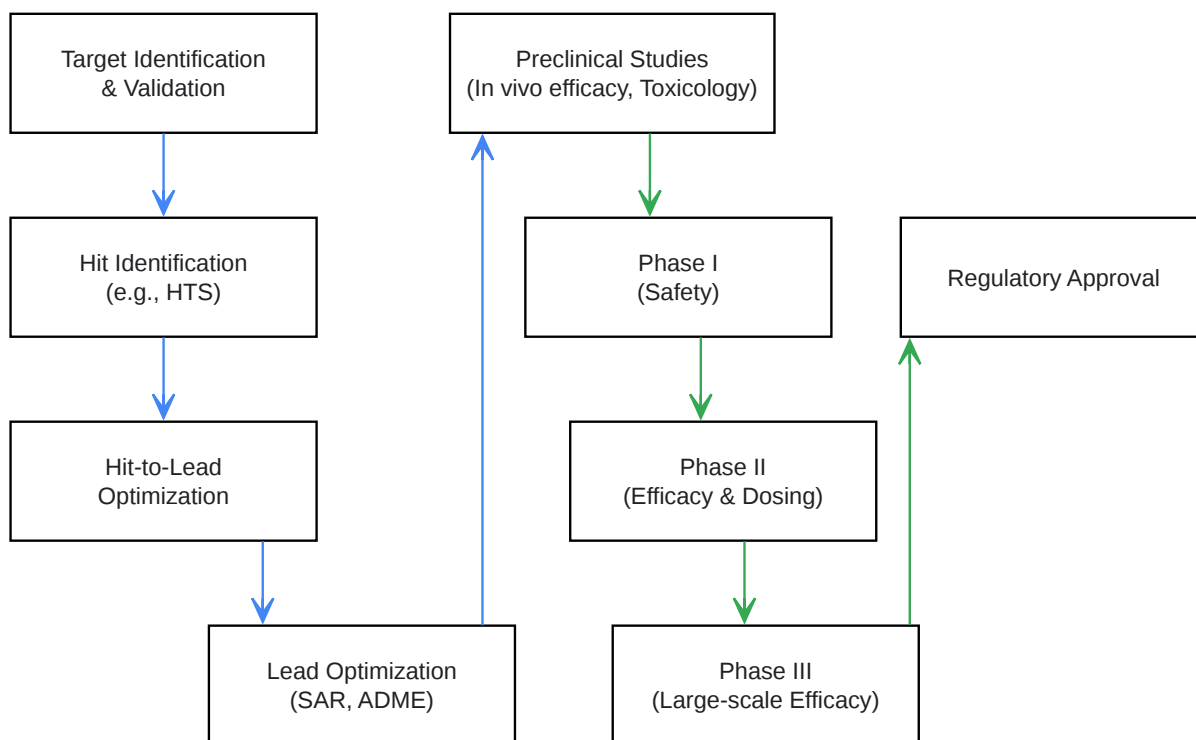 Target Identification
& Validation
Hit Identification
(e.g., HTS)
Hit-to-Lead
Optimization
Lead Optimization
(SAR, ADME)
Preclinical Studies
(In vivo efficacy, Toxicology)
Phase I
(Safety)
Phase II
(Efficacy & Dosing)
Phase III
(Large-scale Efficacy)
Regulatory Approval